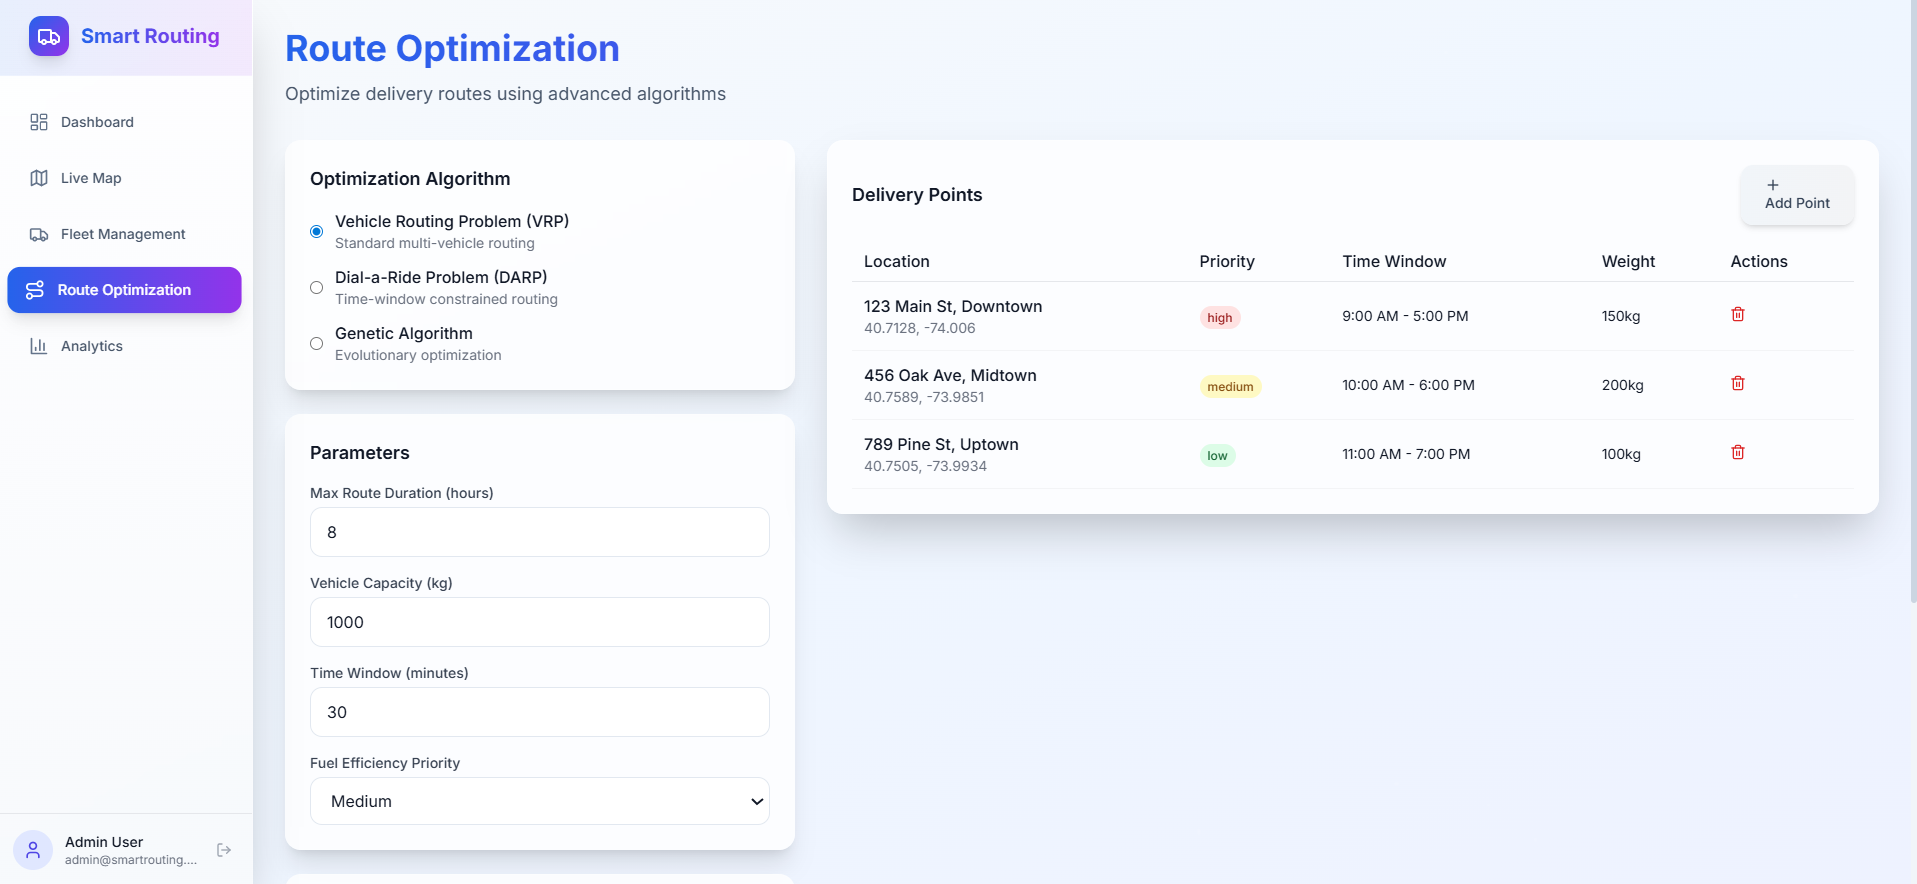 Smart Routing
Dashboard
Live Map
Fleet Management
Route Optimization
Analytics
Admin User
admin@smartrouting....
Route Optimization
Optimize delivery routes using advanced algorithms
Optimization Algorithm
Vehicle Routing Problem (VRP)
Standard multi-vehicle routing
Dial-a-Ride Problem (DARP)
Time-window constrained routing
Genetic Algorithm
Evolutionary optimization
Parameters
Max Route Duration (hours)
8
Vehicle Capacity (kg)
1000
Time Window (minutes)
30
Fuel Efficiency Priority
Medium
Delivery Points
Add Point
Location Priority Time Window Weight Actions
123 Main St, Downtown high 9:00 AM - 5:00 PM 150kg
40.7128, -74.006
456 Oak Ave, Midtown medium 10:00 AM - 6:00 PM 200kg
40.7589, -73.9851
789 Pine St, Uptown low 11:00 AM - 7:00 PM 100kg
40.7505, -73.9934